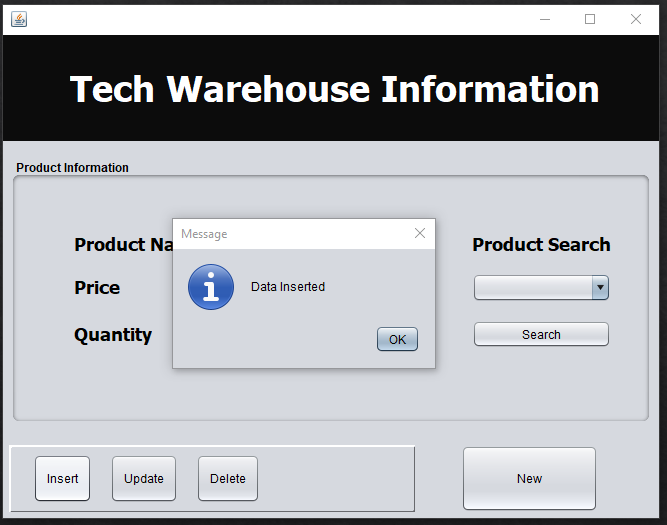 Tech Warehouse Information
Product Information
Message
Data Inserted
OK
Product Na
Price
Quantity
Product Search
Search
Insert
Update
Delete
New